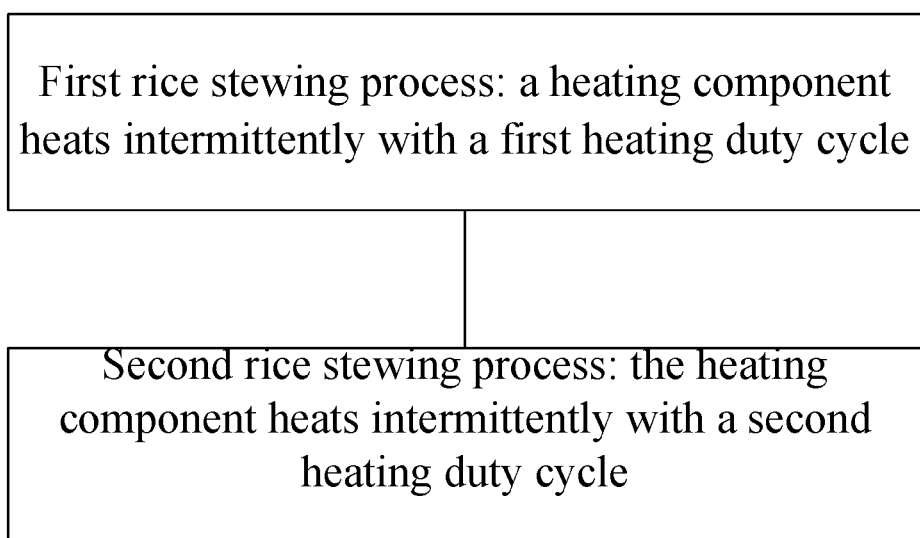 First rice stewing process: a heating component
heats intermittently with a first heating duty cycle
Second rice stewing process: the heating
component heats intermittently with a second
heating duty cycle